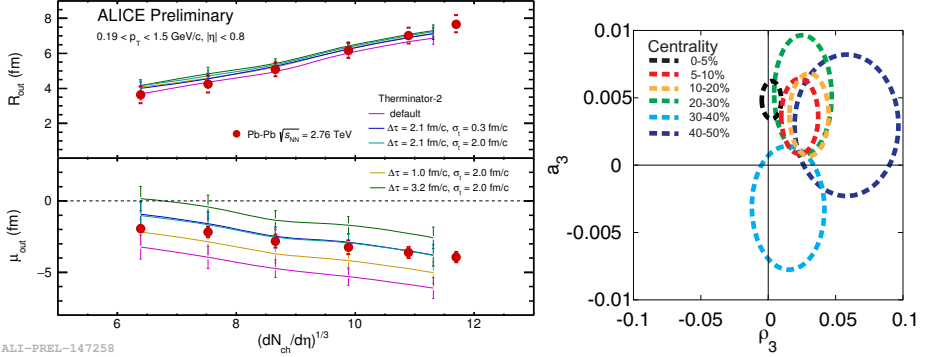 ALICE Preliminary
0.19 < p_T < 1.5 GeV/c, |η| < 0.8
R_out (fm)
8
6
4
2
Therminator-2
default
Δτ = 2.1 fm/c, σ_t = 0.3 fm/c
Δτ = 2.1 fm/c, σ_t = 2.0 fm/c
Pb-Pb √s_NN = 2.76 TeV
Δτ = 1.0 fm/c, σ_t = 2.0 fm/c
Δτ = 3.2 fm/c, σ_t = 2.0 fm/c
μ_out (fm)
0
−5
6 8 10 12
(dN_ch/dη)^1/3
ALI-PREL-147258
Centrality
0-5%
5-10%
10-20%
20-30%
30-40%
40-50%
a_3
0.01
0.005
0
-0.005
-0.01
-0.1 -0.05 0 0.05 0.1
ρ_3